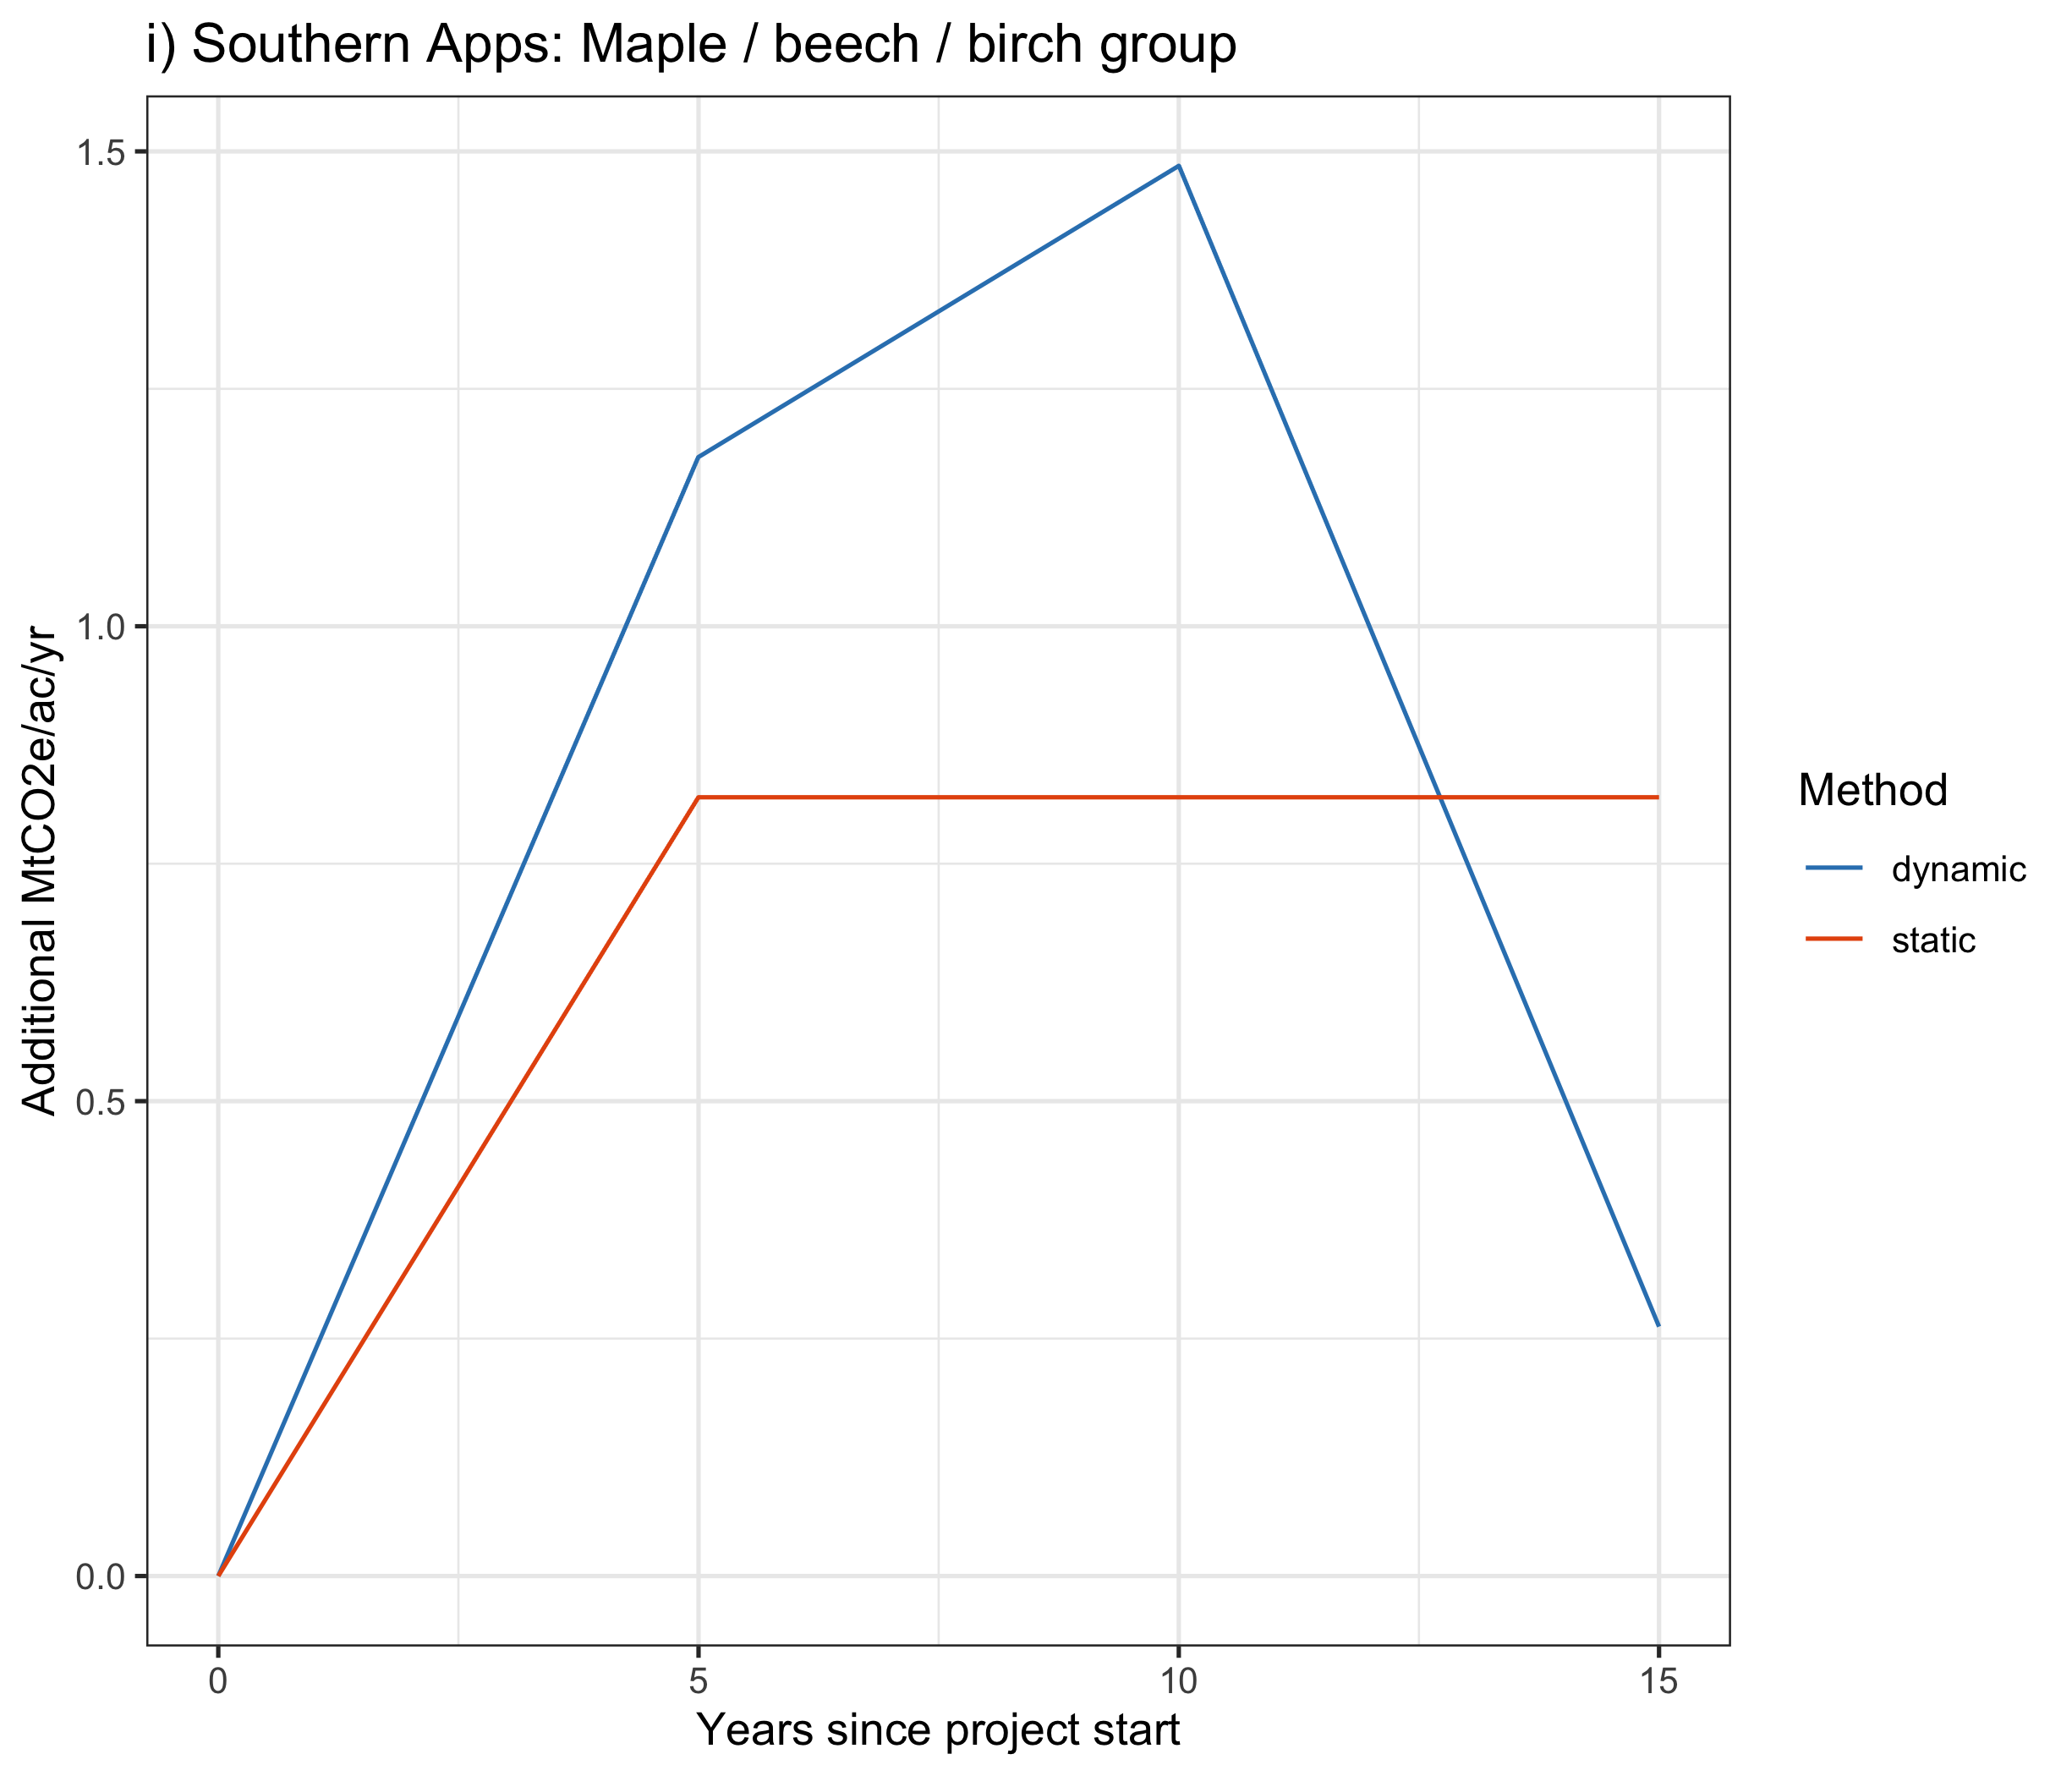 i) Southern Apps: Maple / beech / birch group
1.5
1.0
0.5
0.0
Additional MtCO2e/ac/yr
0
5
10
15
Years since project start
Method
dynamic
static